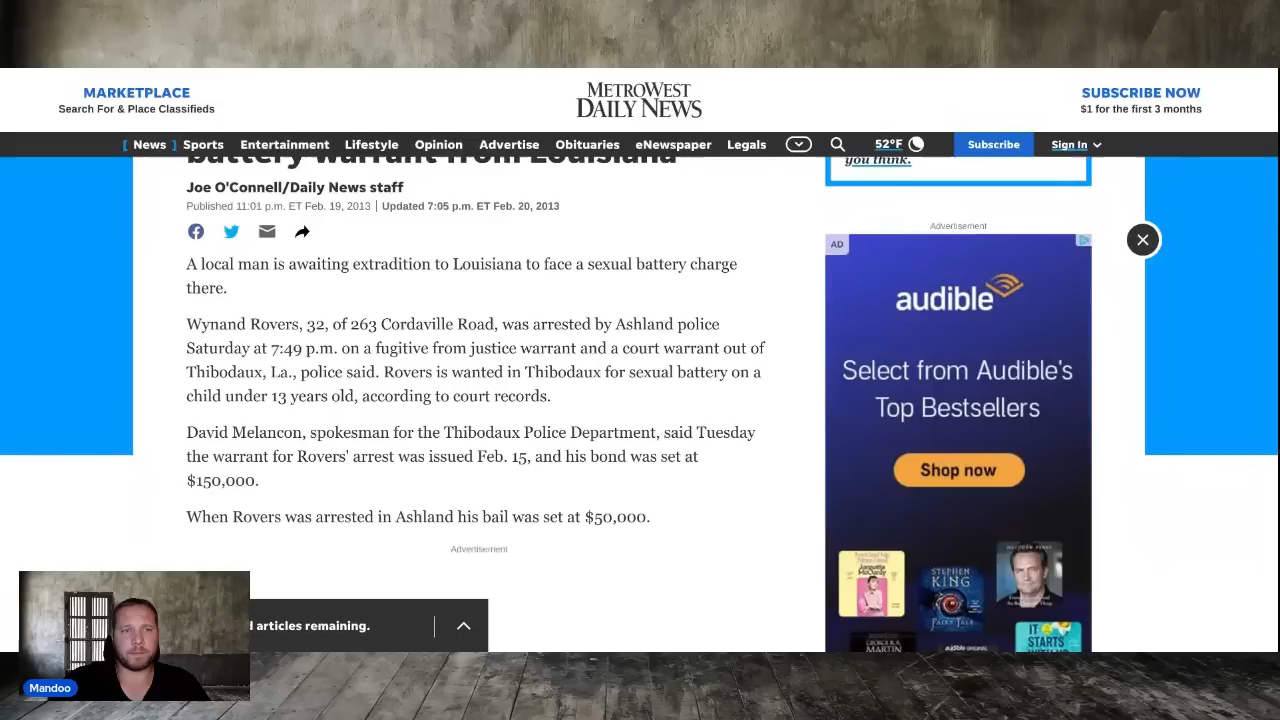 MARKETPLACE
Search For & Place Classifieds
METROWEST
DAILY NEWS
SUBSCRIBE NOW
$1 for the first 3 months
[ News ] Sports Entertainment Lifestyle Opinion Advertise Obituaries eNewspaper Legals 52°F Subscribe Sign In
battery warrant from Louisiana
you think.
Joe O'Connell/Daily News staff
Published 11:01 p.m. ET Feb. 19, 2013 | Updated 7:05 p.m. ET Feb. 20, 2013
A local man is awaiting extradition to Louisiana to face a sexual battery charge
there.
Wynand Rovers, 32, of 263 Cordaville Road, was arrested by Ashland police
Saturday at 7:49 p.m. on a fugitive from justice warrant and a court warrant out of
Thibodaux, La., police said. Rovers is wanted in Thibodaux for sexual battery on a
child under 13 years old, according to court records.
David Melancon, spokesman for the Thibodaux Police Department, said Tuesday
the warrant for Rovers' arrest was issued Feb. 15, and his bond was set at
$150,000.
When Rovers was arrested in Ashland his bail was set at $50,000.
Advertisement
articles remaining.
Advertisement
AD
audible
Select from Audible's
Top Bestsellers
Shop now
STEPHEN
KING
FAIRY TALE
MARTIN
IT
STARTS
Mandoo